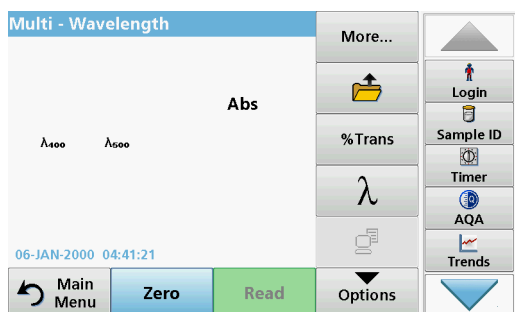 Multi - Wavelength
Abs
λ₄₀₀ λ₅₀₀
06-JAN-2000 04:41:21
Main Menu
Zero
Read
More...
%Trans
λ
Options
Login
Sample ID
Timer
AQA
Trends